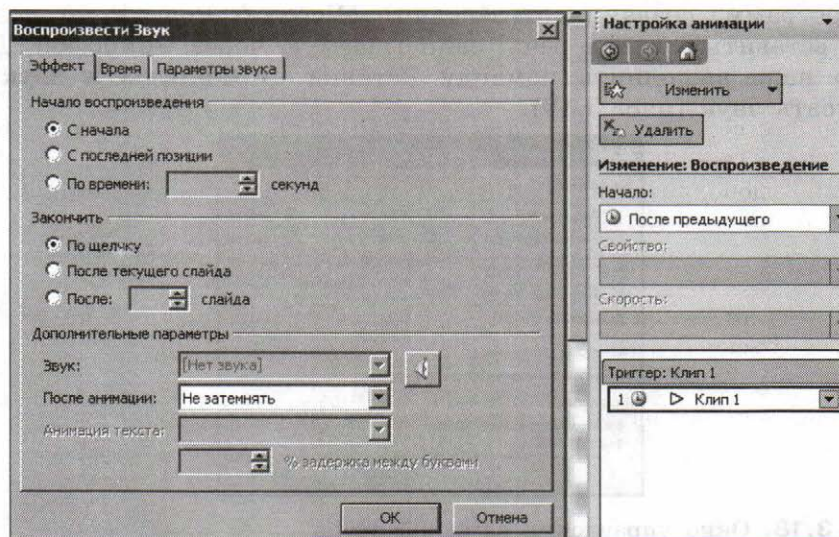 Воспроизвести Звук
Эффект Время Параметры звука
Начало воспроизведения
С начала
С последней позиции
По времени: секунд
Закончить
По щелчку
После текущего слайда
После: слайда
Дополнительные параметры
Звук: [Нет звука]
После анимации: Не затемнять
Анимация текста:
% задержка между буквами
ОК Отмена
Настройка анимации
Изменить
Удалить
Изменение: Воспроизведение
Начало:
После предыдущего
Свойство:
Скорость:
Триггер: Клип 1
1 Клип 1